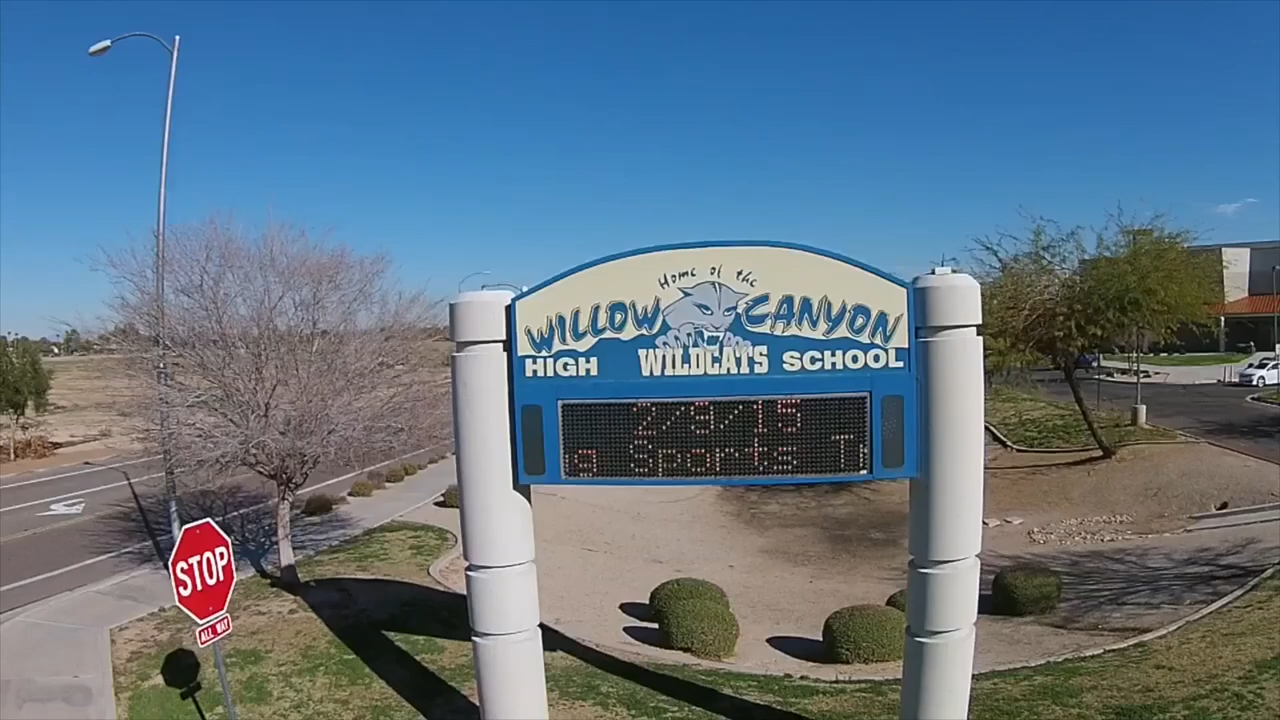 Home of the
WILLOW CANYON
HIGH WILDCATS SCHOOL
2/9/15
a Sports T
STOP
ALL WAY